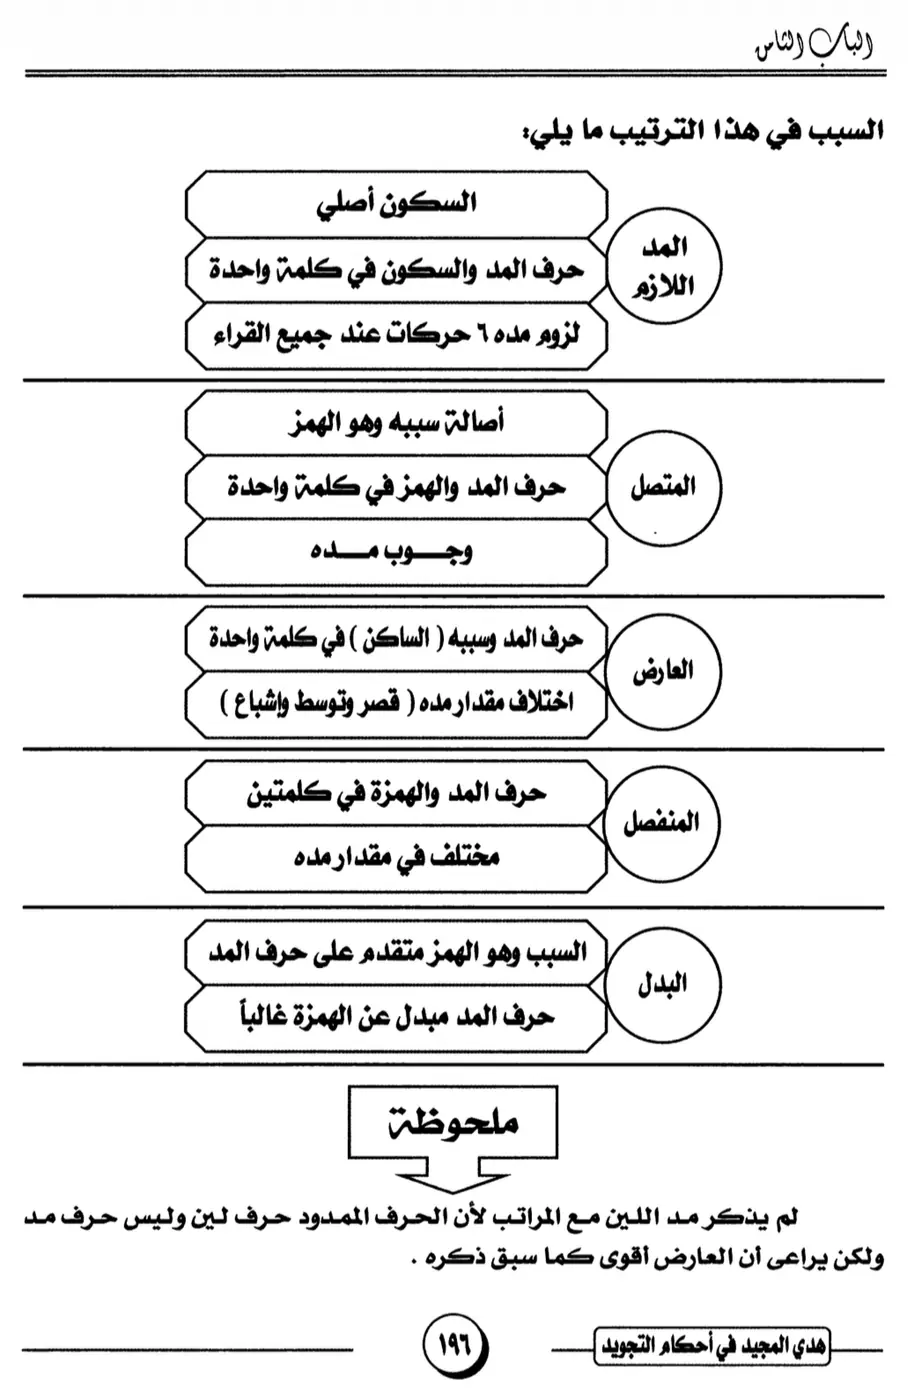 الباب الثامن
السبب في هذا الترتيب ما يلي:
المد
اللازم
السكون أصلي
حرف المد والسكون في كلمة واحدة
لزوم مده ٦ حركات عند جميع القراء
المتصل
أصالة سببه وهو الهمز
حرف المد والهمز في كلمة واحدة
وجـــوب مـــده
العارض
حرف المد وسببه ( الساكن ) في كلمة واحدة
اختلاف مقدار مده ( قصر وتوسط وإشباع )
المنفصل
حرف المد والهمزة في كلمتين
مختلف في مقدار مده
البدل
السبب وهو الهمز متقدم على حرف المد
حرف المد مبدل عن الهمزة غالباً
ملحوظة
لم يذكر مد اللين مع المراتب لأن الحرف الممدود حرف لين وليس حرف مد
ولكن يراعى أن العارض أقوى كما سبق ذكره .
هدي المجيد في أحكام التجويد
١٩٦